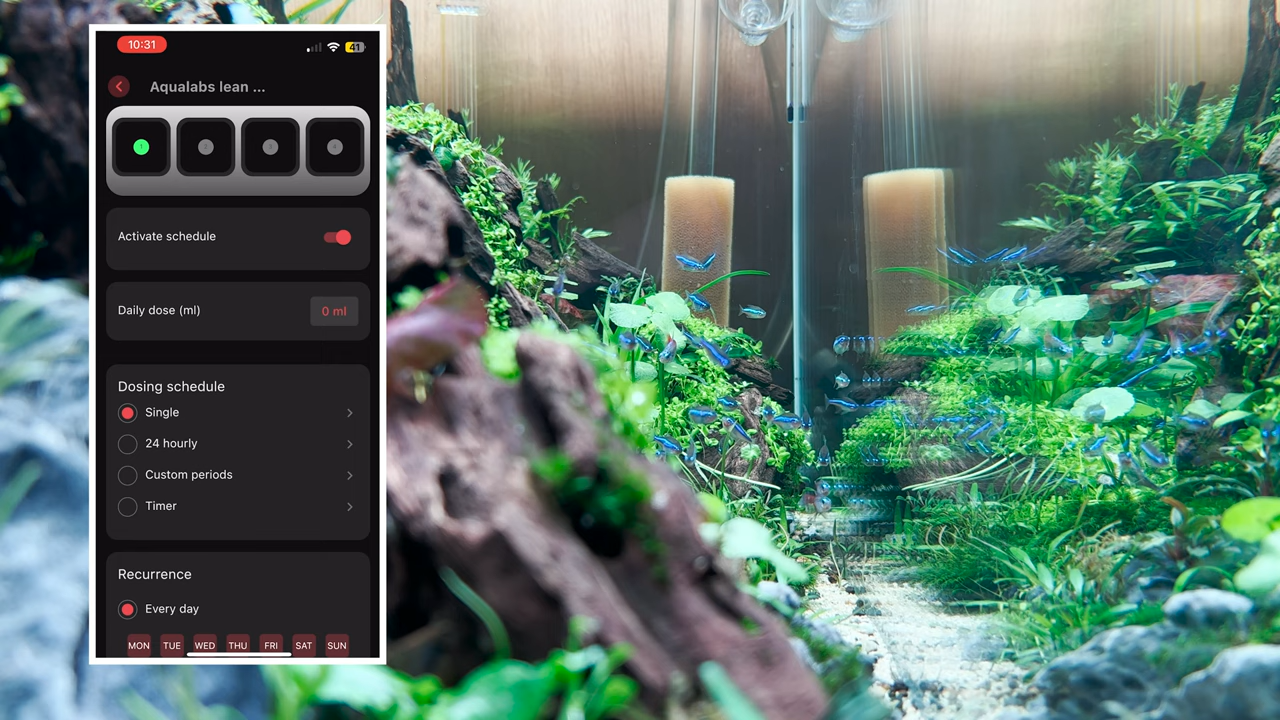 10:31
41
Aqualabs lean ...
Activate schedule
Daily dose (ml)
0 ml
Dosing schedule
Single
24 hourly
Custom periods
Timer
Recurrence
Every day
MON TUE WED THU FRI SAT SUN